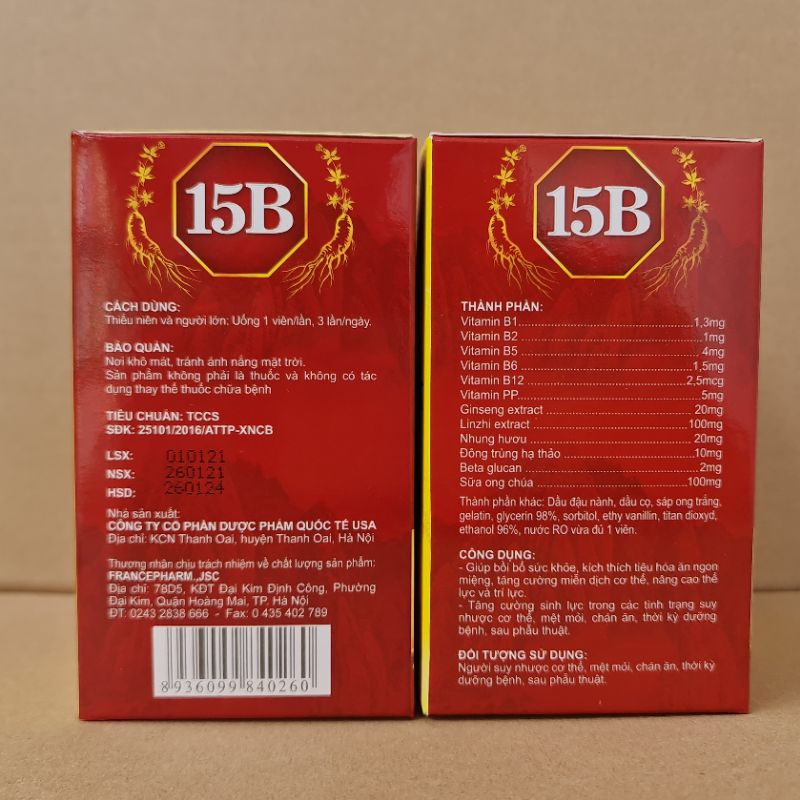 15B
CÁCH DÙNG:
Thiếu niên và người lớn: Uống 1 viên/lần, 3 lần/ngày.
BẢO QUẢN:
Nơi khô mát, tránh ánh nắng mặt trời.
Sản phẩm không phải là thuốc và không có tác
dụng thay thế thuốc chữa bệnh
TIÊU CHUẨN: TCCS
SĐK: 25101/2016/ATTP-XNCB
LSX: 010121
NSX: 260121
HSD: 260124
Nhà sản xuất:
CÔNG TY CỔ PHẦN DƯỢC PHẨM QUỐC TẾ USA
Địa chỉ: KCN Thanh Oai, huyện Thanh Oai, Hà Nội
Thương nhân chịu trách nhiệm về chất lượng sản phẩm:
FRANCEPHARM.,JSC
Địa chỉ: 78D5, KĐT Đại Kim Định Công, Phường
Đại Kim, Quận Hoàng Mai, TP. Hà Nội
ĐT: 0243 2838 666 - Fax: 0 435 402 789
8936099840260
15B
THÀNH PHẦN:
Vitamin B1........................................1,3mg
Vitamin B2........................................1mg
Vitamin B5........................................4mg
Vitamin B6........................................1,5mg
Vitamin B12......................................2,5mcg
Vitamin PP........................................5mg
Ginseng extract ................................20mg
Linzhi extract ....................................100mg
Nhung hươu .....................................20mg
Đông trùng hạ thảo ...........................10mg
Beta glucan ......................................2mg
Sữa ong chúa ...................................100mg
Thành phần khác: Dầu đậu nành, dầu cọ, sáp ong trắng,
gelatin, glycerin 98%, sorbitol, ethy vanillin, titan dioxyd,
ethanol 96%, nước RO vừa đủ 1 viên.
CÔNG DỤNG:
- Giúp bồi bổ sức khỏe, kích thích tiêu hóa ăn ngon
miệng, tăng cường miễn dịch cơ thể, nâng cao thể
lực và trí lực.
- Tăng cường sinh lực trong các tình trạng suy
nhược cơ thể, mệt mỏi, chán ăn, thời kỳ dưỡng
bệnh, sau phẫu thuật.
ĐỐI TƯỢNG SỬ DỤNG:
Người suy nhược cơ thể, mệt mỏi, chán ăn, thời kỳ
dưỡng bệnh, sau phẫu thuật.